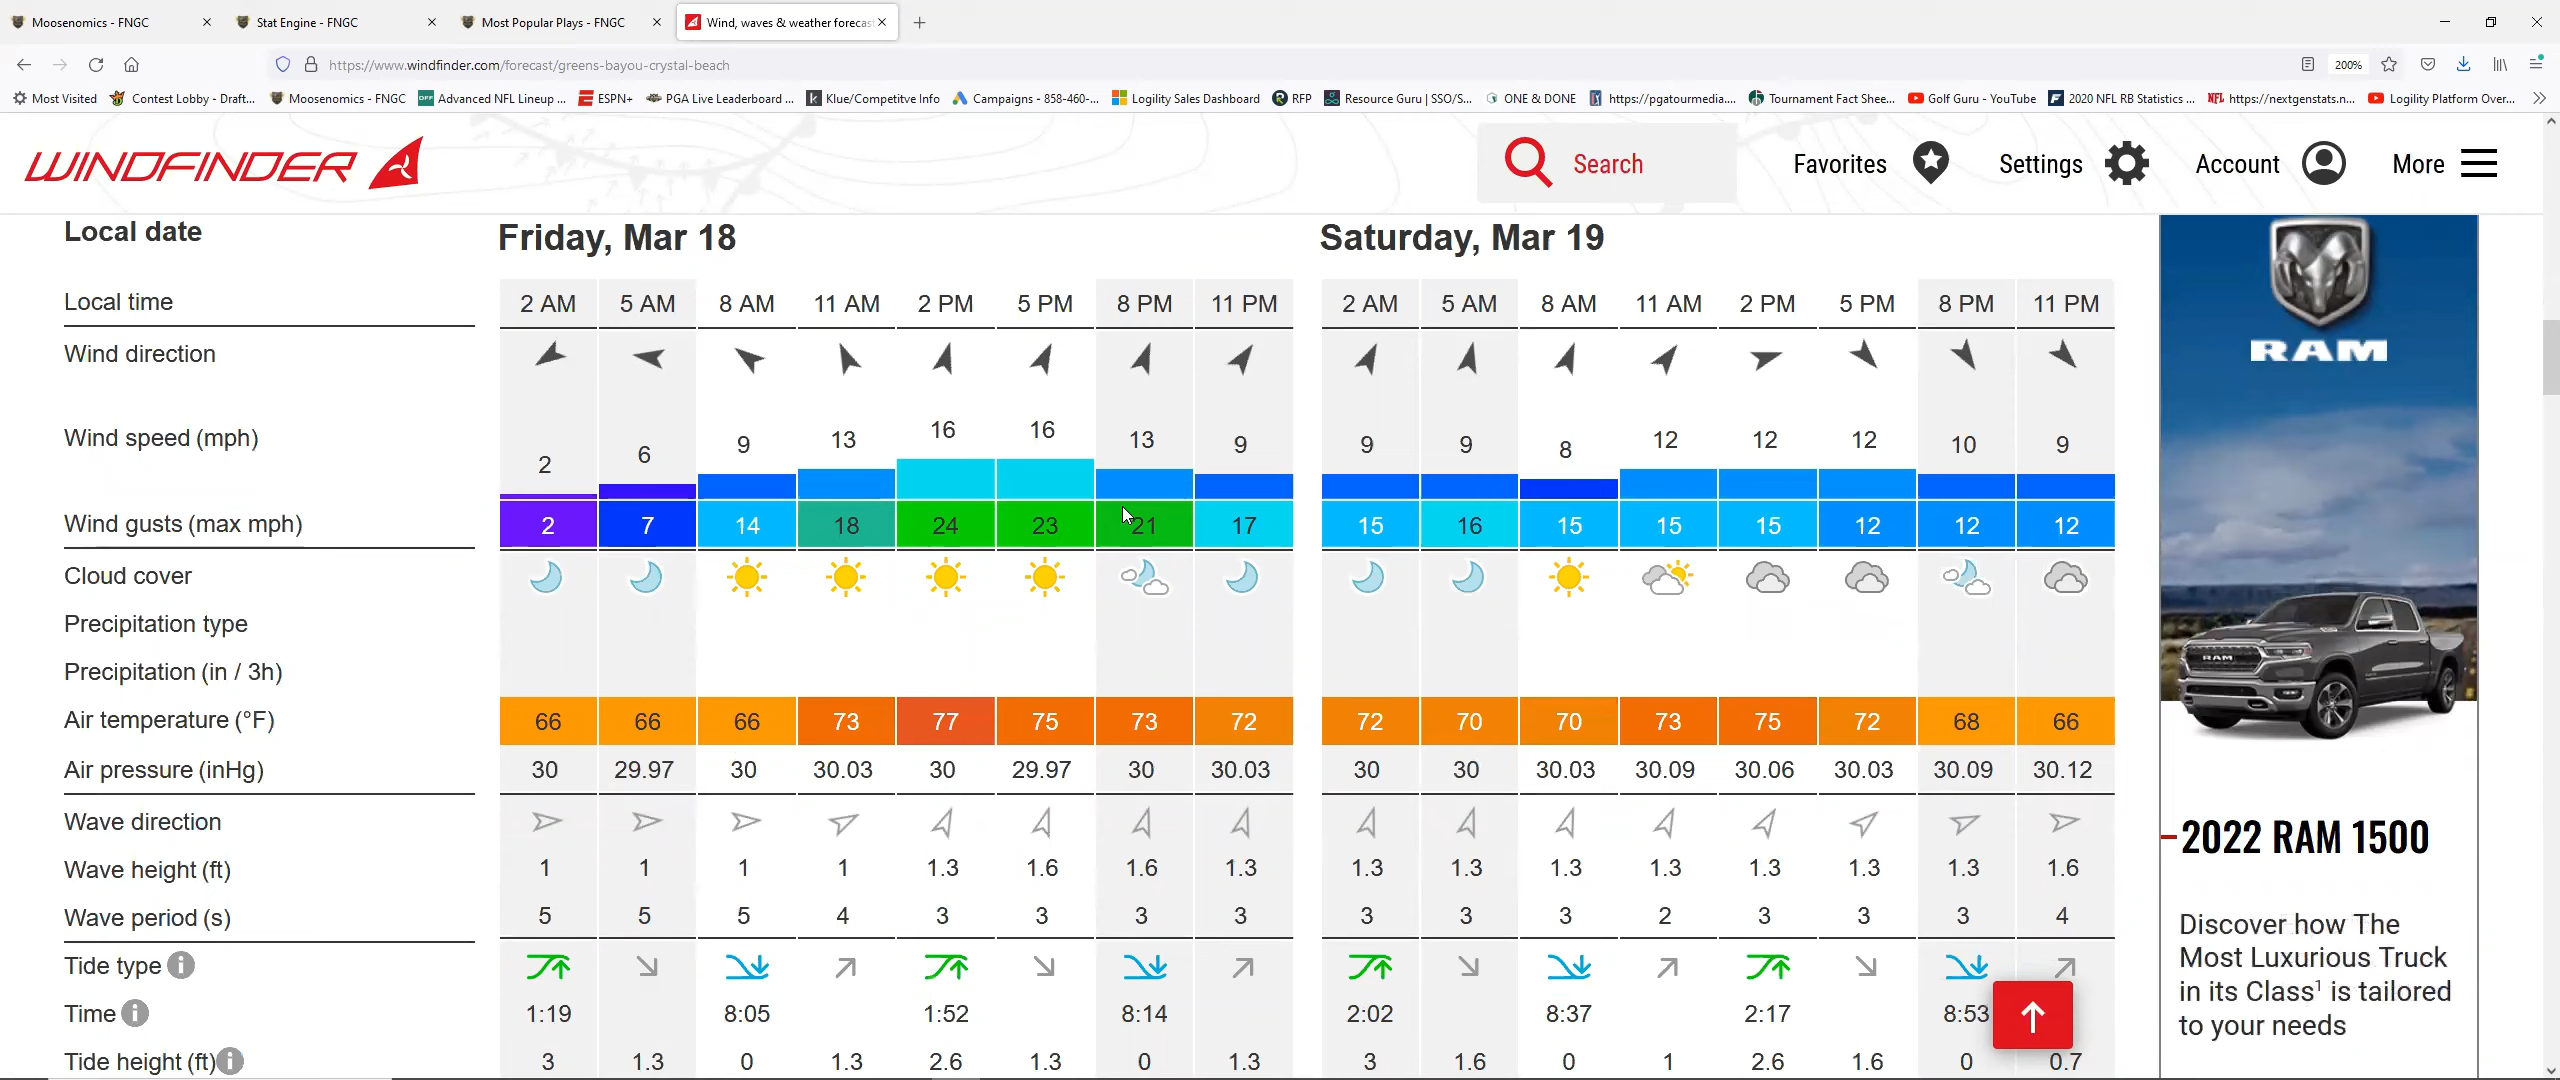 Moosenomics - FNGC
Stat Engine - FNGC
Most Popular Plays - FNGC
Wind, waves & weather forecas
https://www.windfinder.com/forecast/greens-bayou-crystal-beach
200%
Most Visited Contest Lobby - Draft... Moosenomics - FNGC Advanced NFL Lineup ... ESPN+ PGA Live Leaderboard ... Klue/Competitve Info Campaigns - 858-460-... Logility Sales Dashboard RFP Resource Guru | SSO/S... ONE & DONE https://pgatourmedia.... Tournament Fact Shee... Golf Guru - YouTube 2020 NFL RB Statistics ... https://nextgenstats.n... Logility Platform Over...
WINDFINDER
Search
Favorites
Settings
Account
More
Local date Friday, Mar 18 Saturday, Mar 19
Local time 2 AM 5 AM 8 AM 11 AM 2 PM 5 PM 8 PM 11 PM 2 AM 5 AM 8 AM 11 AM 2 PM 5 PM 8 PM 11 PM
Wind direction
Wind speed (mph) 2 6 9 13 16 16 13 9 9 9 8 12 12 12 10 9
Wind gusts (max mph) 2 7 14 18 24 23 21 17 15 16 15 15 15 12 12 12
Cloud cover
Precipitation type
Precipitation (in / 3h)
Air temperature (°F) 66 66 66 73 77 75 73 72 72 70 70 73 75 72 68 66
Air pressure (inHg) 30 29.97 30 30.03 30 29.97 30 30.03 30 30 30.03 30.09 30.06 30.03 30.09 30.12
Wave direction
Wave height (ft) 1 1 1 1 1.3 1.6 1.6 1.3 1.3 1.3 1.3 1.3 1.3 1.3 1.3 1.6
Wave period (s) 5 5 5 4 3 3 3 3 3 3 3 2 3 3 3 4
Tide type
Time 1:19 8:05 1:52 8:14 2:02 8:37 2:17 8:53
Tide height (ft) 3 1.3 0 1.3 2.6 1.3 0 1.3 3 1.6 0 1 2.6 1.6 0 0.7
RAM
RAM
2022 RAM 1500
Discover how The
Most Luxurious Truck
in its Class1 is tailored
to your needs